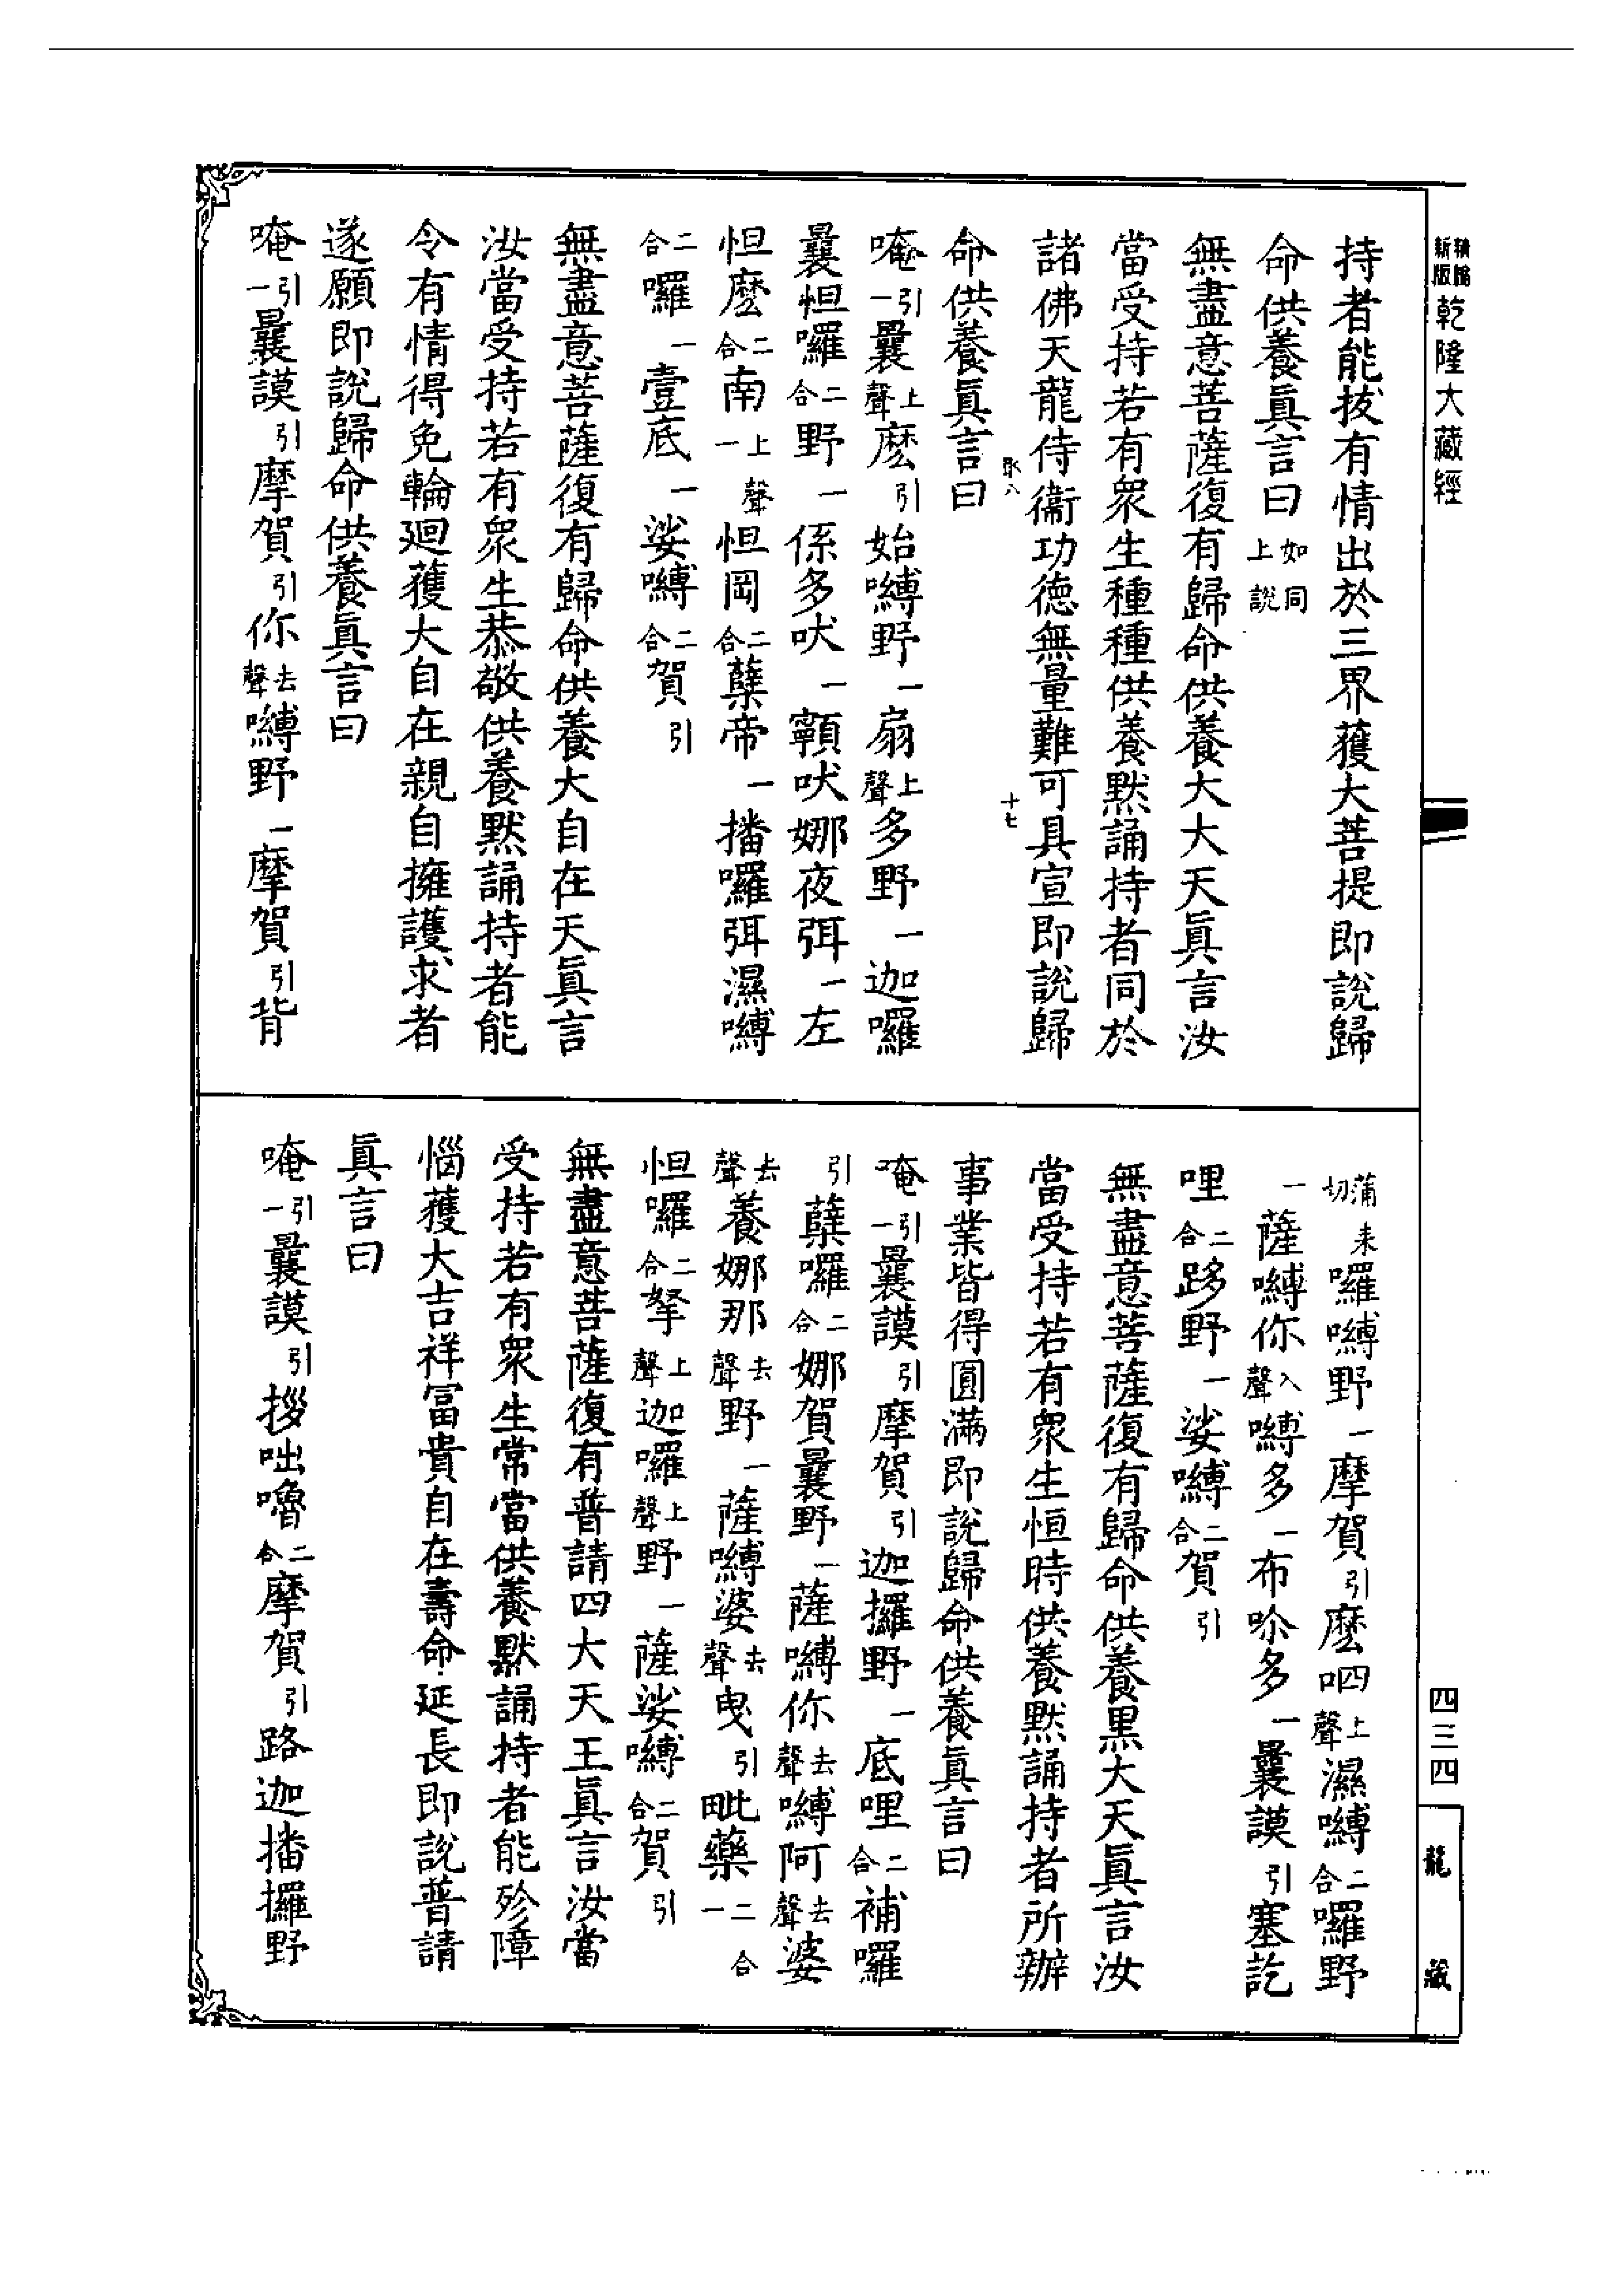 新編
新版
乾隆大藏經
持者能拔有情出於三界獲大菩提即說歸
命供養眞言曰如同上說
無盡意菩薩復有歸命供養大大天眞言汝
當受持若有眾生種種供養默誦持者同於
諸佛天龍侍衞功德無量難可具宣即說歸
十七
命供養眞言曰
唵引一曩上聲麽引始嚩野一扇上聲多野一迦囉
曩怛囉二合野一係多吠一顐吠娜夜弭一左
怛麽二合南上聲一怛岡二合蘖帝一播囉弭濕嚩
二合囉一壹底一娑嚩二合賀引
無盡意菩薩復有歸命供養大自在天眞言
汝當受持若有眾生恭敬供養默誦持者能
令有情得免輪迴獲大自在親自擁護求者
遂願即說歸命供養眞言曰
唵引一曩謨引摩賀引你去聲嚩野一摩賀引背
蒲來切囉嚩野一摩賀引麽呬上聲濕嚩二合囉野
一薩嚩你入聲嚩多一布吤多一曩謨引塞訖
哩二合跢野一娑嚩二合賀引
無盡意菩薩復有歸命供養黑大天眞言汝
當受持若有眾生恒時供養默誦持者所辦
事業皆得圓滿即說歸命供養眞言曰
唵引一曩謨引摩賀引迦攞野一底哩二合補囉
引蘖囉二合娜賀曩野一薩嚩你去聲嚩阿去聲婆
去聲養娜那去聲野一薩嚩婆去聲曳引毗藥二合一
怛囉二合拏上聲迦囉上聲野一薩娑嚩二合賀引
無盡意菩薩復有普請四大天王眞言汝當
受持若有眾生常當供養默誦持者能殄障
惱獲大吉祥富貴自在壽命延長即說普請
眞言曰
唵引一曩謨引拶咄嚕二合摩賀引路迦播攞野
四三四
龍藏